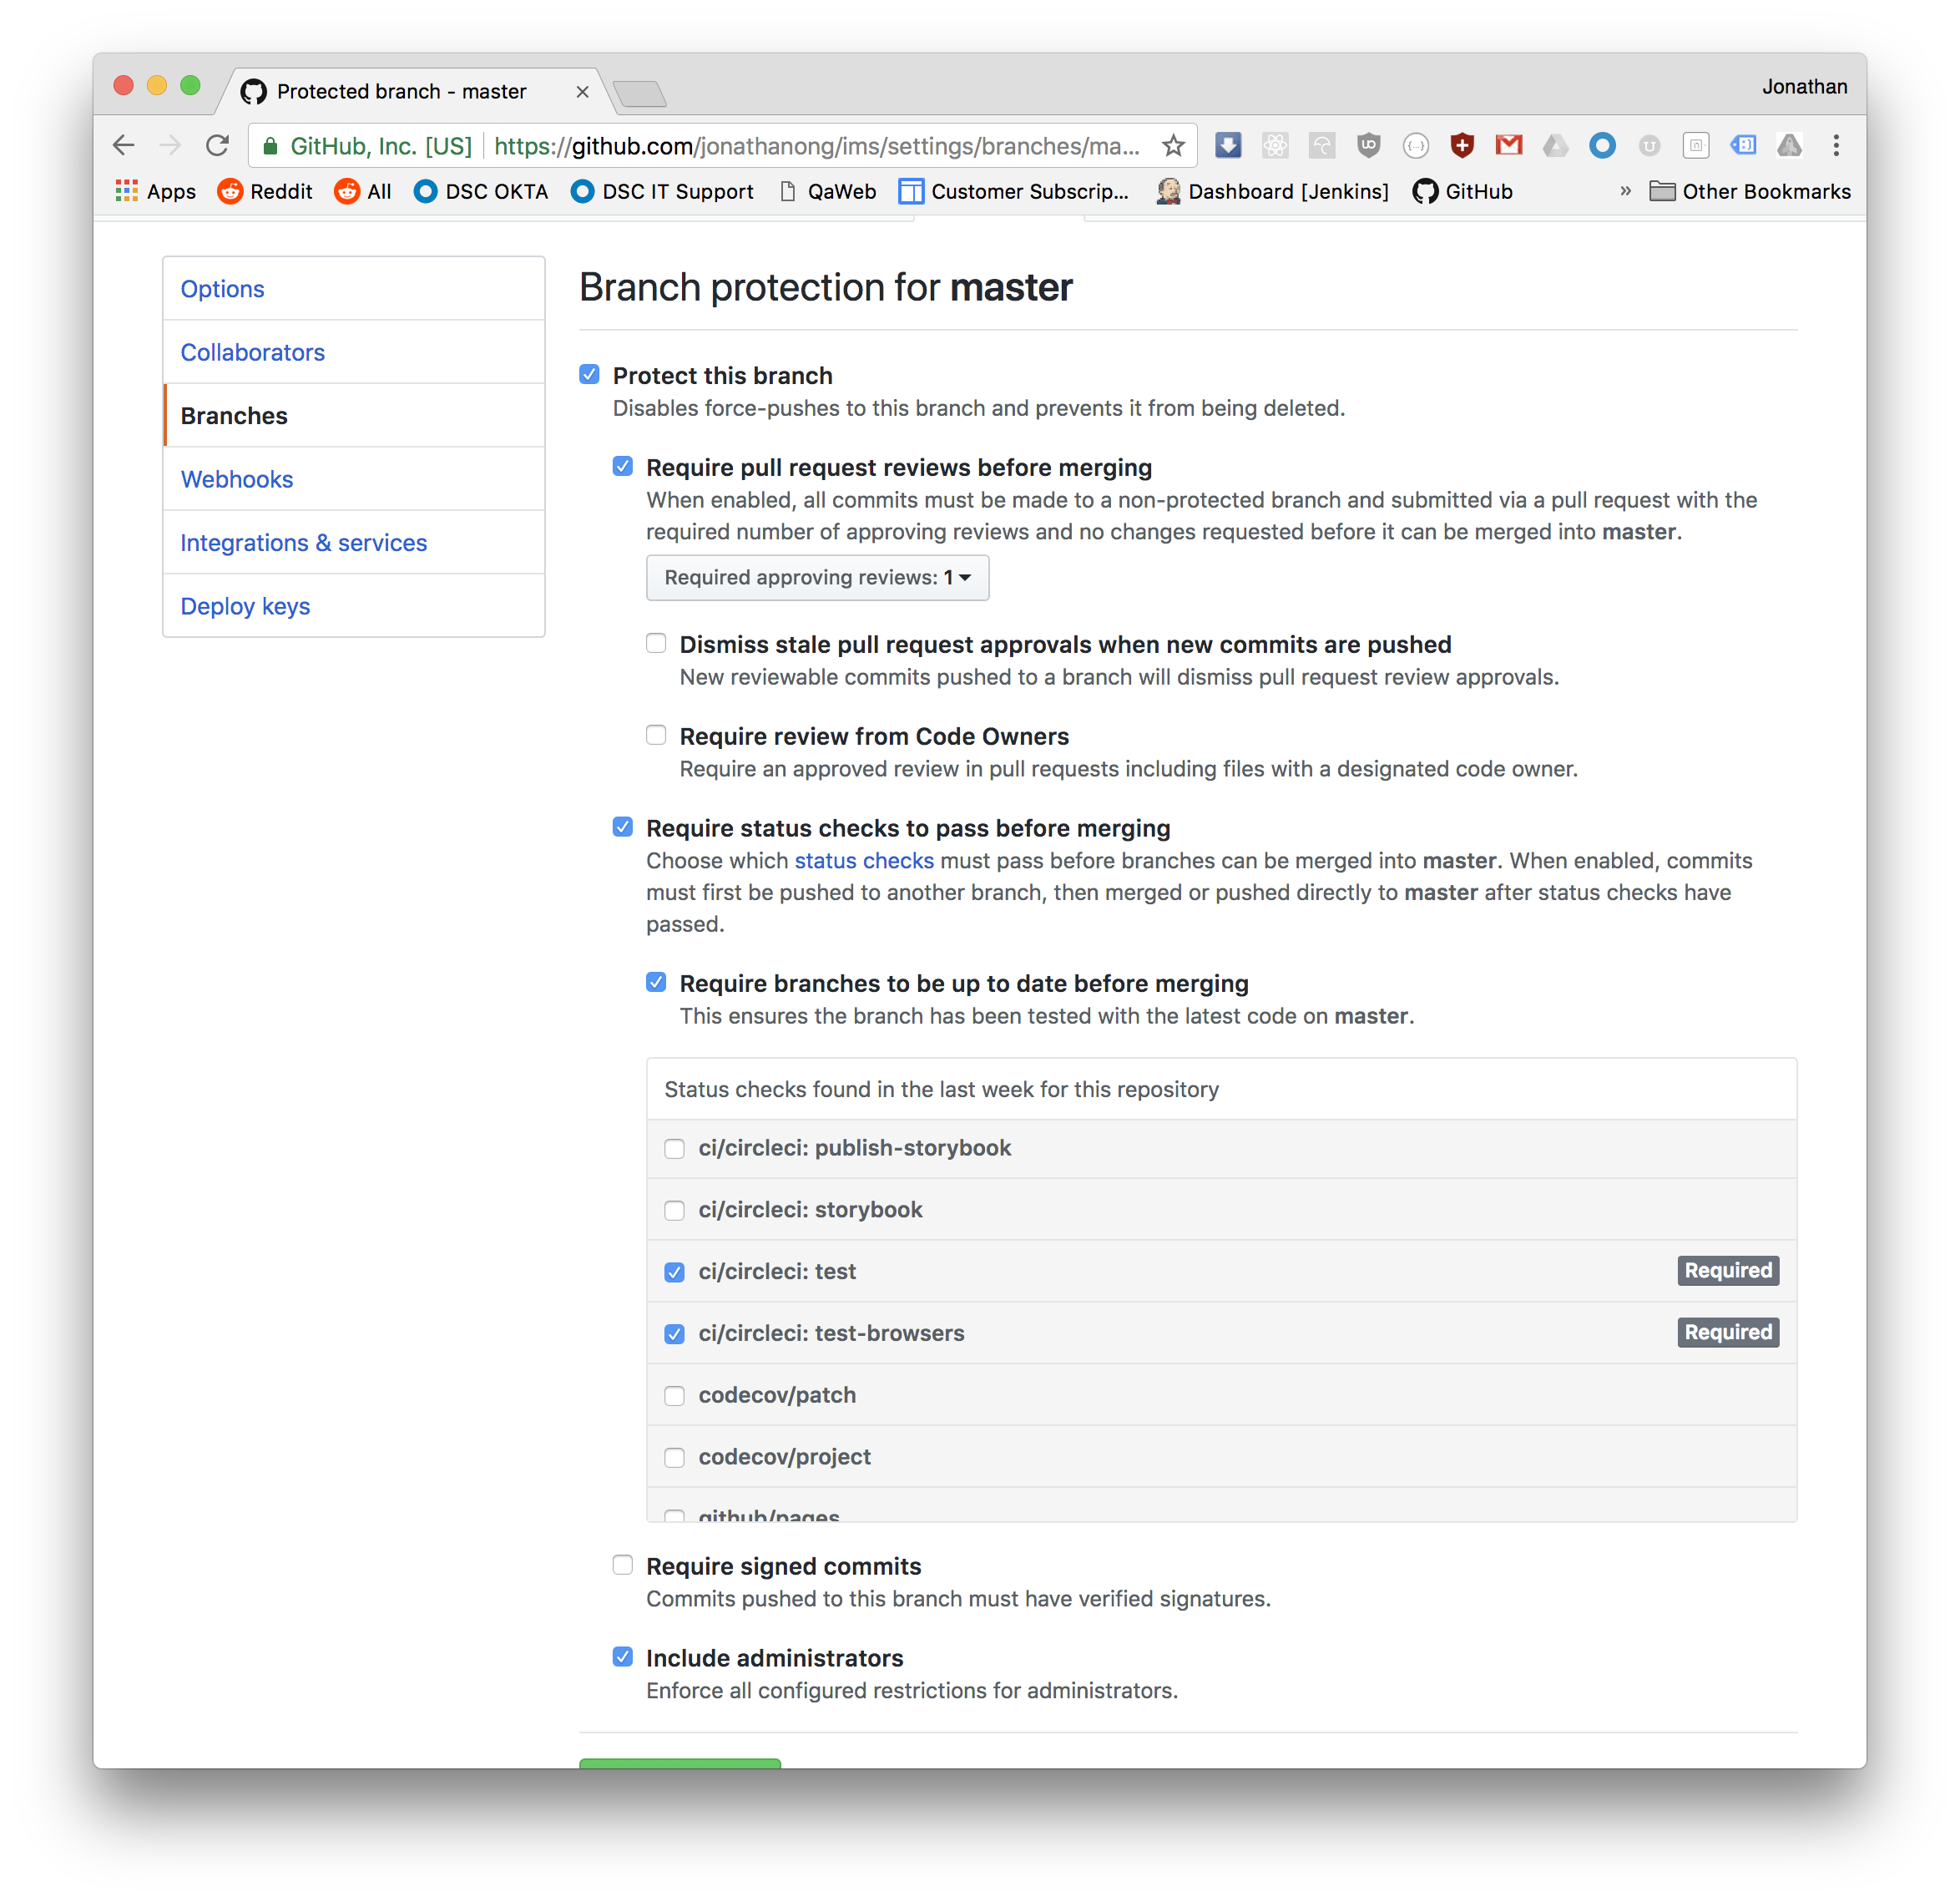 Protected branch - master
Jonathan
GitHub, Inc. [US] https://github.com/jonathanong/ims/settings/branches/ma...
Apps Reddit All DSC OKTA DSC IT Support QaWeb Customer Subscrip... Dashboard [Jenkins] GitHub » Other Bookmarks
Options
Collaborators
Branches
Webhooks
Integrations & services
Deploy keys
Branch protection for master
Protect this branch
Disables force-pushes to this branch and prevents it from being deleted.
Require pull request reviews before merging
When enabled, all commits must be made to a non-protected branch and submitted via a pull request with the
required number of approving reviews and no changes requested before it can be merged into master.
Required approving reviews: 1
Dismiss stale pull request approvals when new commits are pushed
New reviewable commits pushed to a branch will dismiss pull request review approvals.
Require review from Code Owners
Require an approved review in pull requests including files with a designated code owner.
Require status checks to pass before merging
Choose which status checks must pass before branches can be merged into master. When enabled, commits
must first be pushed to another branch, then merged or pushed directly to master after status checks have
passed.
Require branches to be up to date before merging
This ensures the branch has been tested with the latest code on master.
Status checks found in the last week for this repository
ci/circleci: publish-storybook
ci/circleci: storybook
ci/circleci: test Required
ci/circleci: test-browsers Required
codecov/patch
codecov/project
github/pages
Require signed commits
Commits pushed to this branch must have verified signatures.
Include administrators
Enforce all configured restrictions for administrators.